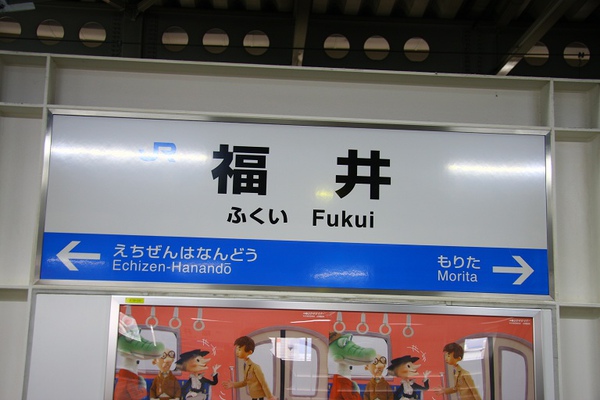 JR
福井
ふくい Fukui
えちぜんはなんどう
Echizen-Hanandō
もりた
Morita